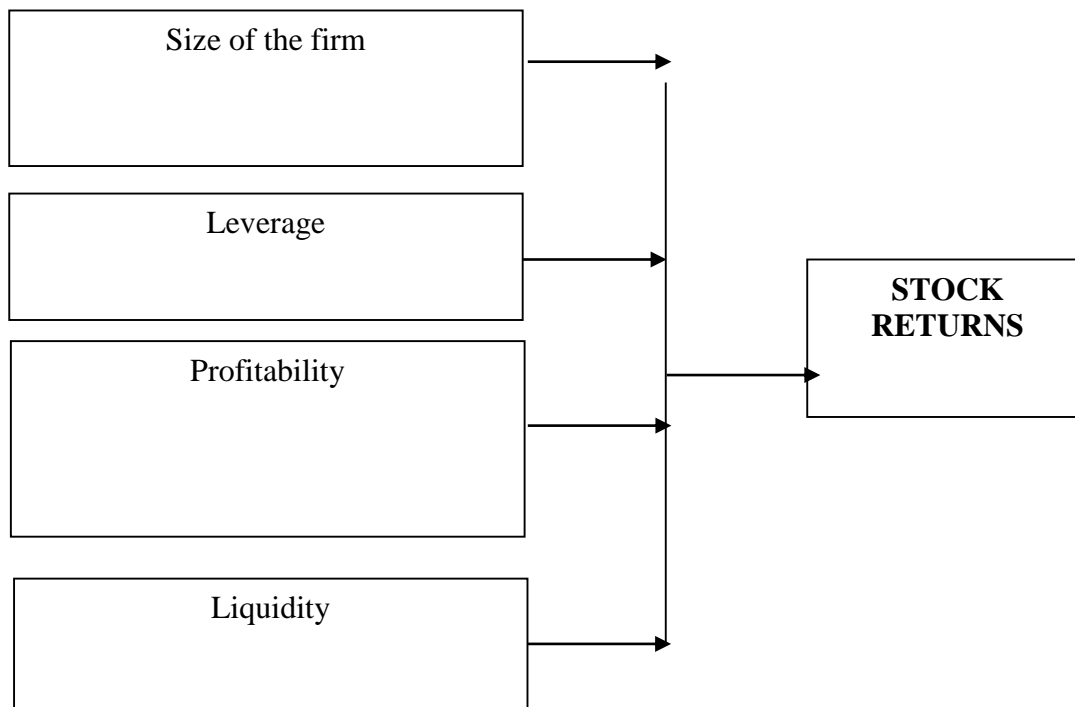 Size of the firm
Leverage
Profitability
Liquidity
STOCK
RETURNS